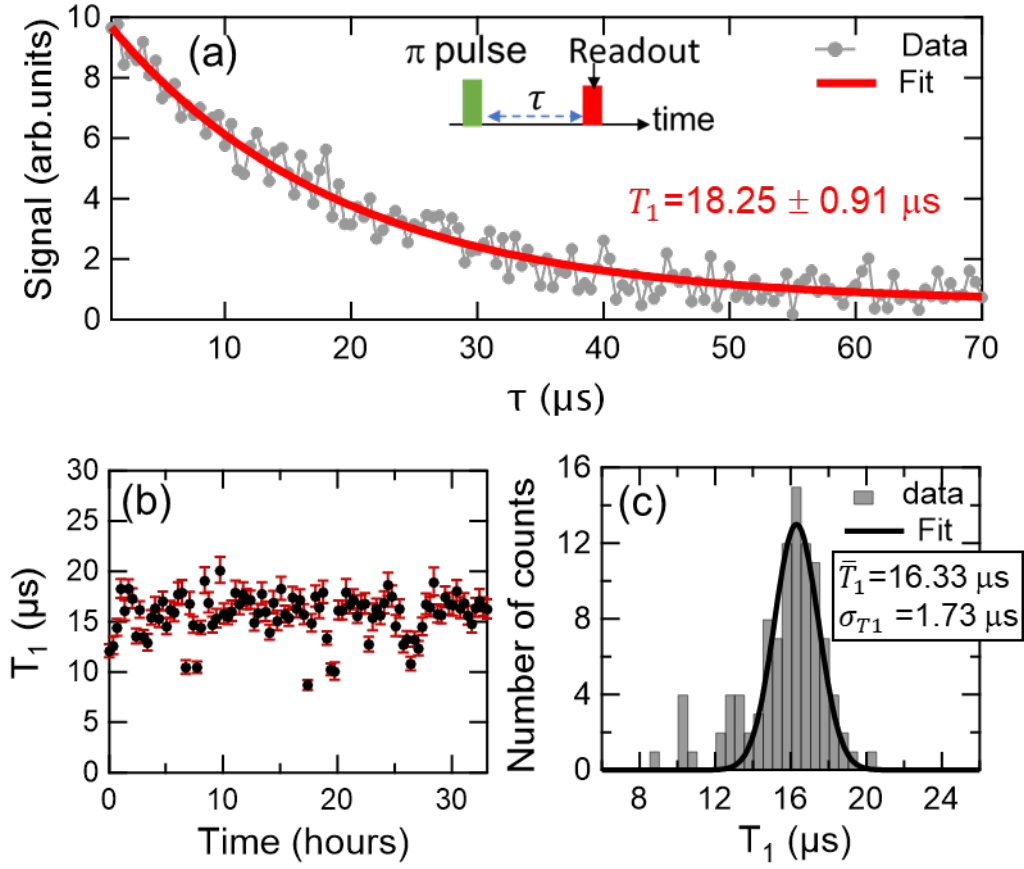 10
8
6
4
2
0
Signal (arb.units)
(a)
π pulse
Readout
τ
time
Data
Fit
T₁=18.25 ± 0.91 μs
10 20 30 40 50 60 70
τ (μs)
30
25
20
15
10
5
0
T₁ (μs)
(b)
0 10 20 30
Time (hours)
16
12
8
4
0
Number of counts
(c)
data
Fit
T̄₁=16.33 μs
σ_T1 =1.73 μs
8 12 16 20 24
T₁ (μs)